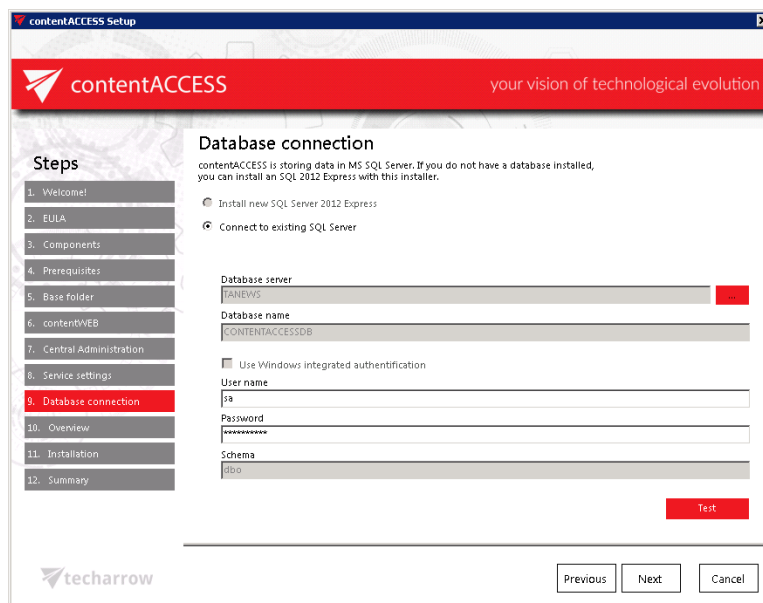 contentACCESS Setup
contentACCESS
your vision of technological evolution
Steps
1. Welcome!
2. EULA
3. Components
4. Prerequisites
5. Base folder
6. contentWEB
7. Central Administration
8. Service settings
9. Database connection
10. Overview
11. Installation
12. Summary
Database connection
contentACCESS is storing data in MS SQL Server. If you do not have a database installed,
you can install an SQL 2012 Express with this installer.
Install new SQL Server 2012 Express
Connect to existing SQL Server
Database server
TANEWS
...
Database name
CONTENTACCESSDB
Use Windows integrated authentification
User name
sa
Password
**********
Schema
dbo
Test
techarrow
Previous
Next
Cancel